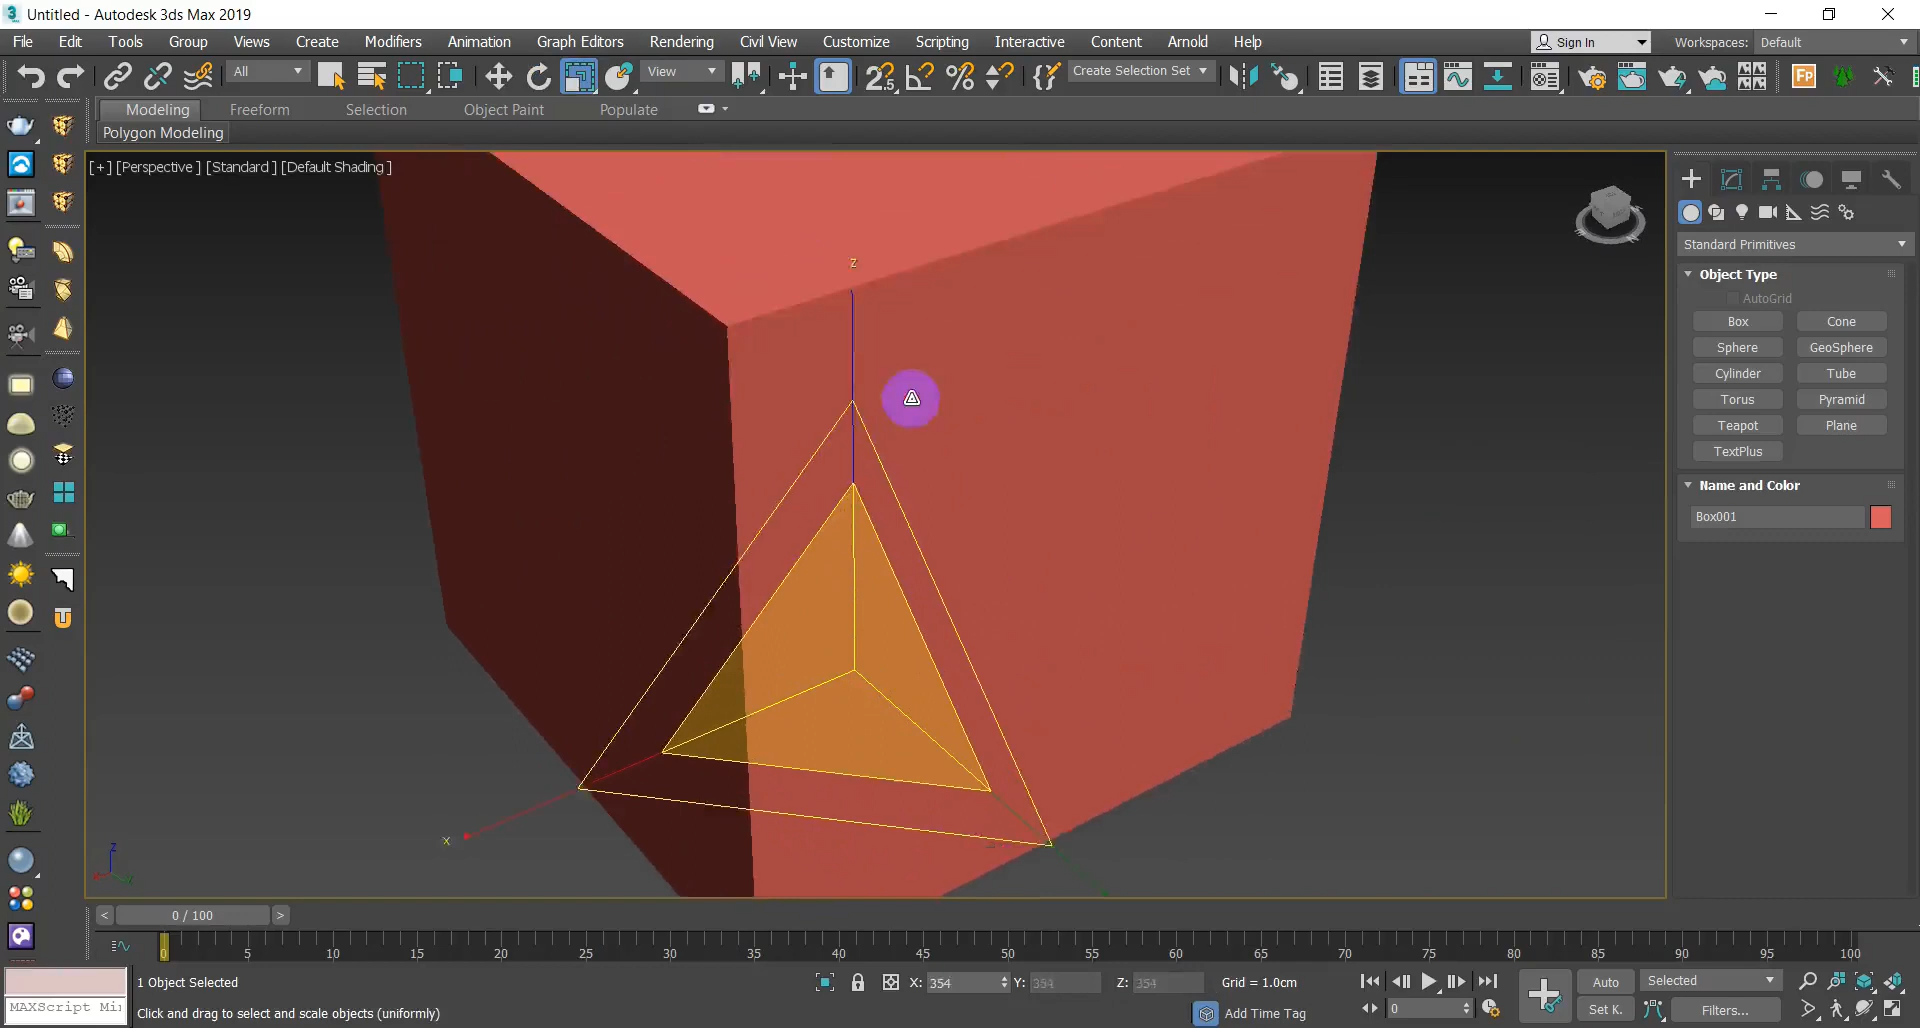 Untitled - Autodesk 3ds Max 2019
File Edit Tools Group Views Create Modifiers Animation Graph Editors Rendering Civil View Customize Scripting Interactive Content Arnold Help
Sign In Workspaces: Default
All View Create Selection Set
Modeling Freeform Selection Object Paint Populate
Polygon Modeling
[+] [Perspective ] [Standard ] [Default Shading ]
Standard Primitives
Object Type
AutoGrid
Box Cone
Sphere GeoSphere
Cylinder Tube
Torus Pyramid
Teapot Plane
TextPlus
Name and Color
Box001
z
x
z
0 / 100
0 5 10 15 20 25 30 35 40 45 50 55 60 65 70 75 80 85 90 95 100
1 Object Selected X: 354 Y: 354 Z: 354 Grid = 1.0cm Auto Selected
MAXScript Mi Click and drag to select and scale objects (uniformly) Add Time Tag 0 Set K. Filters...